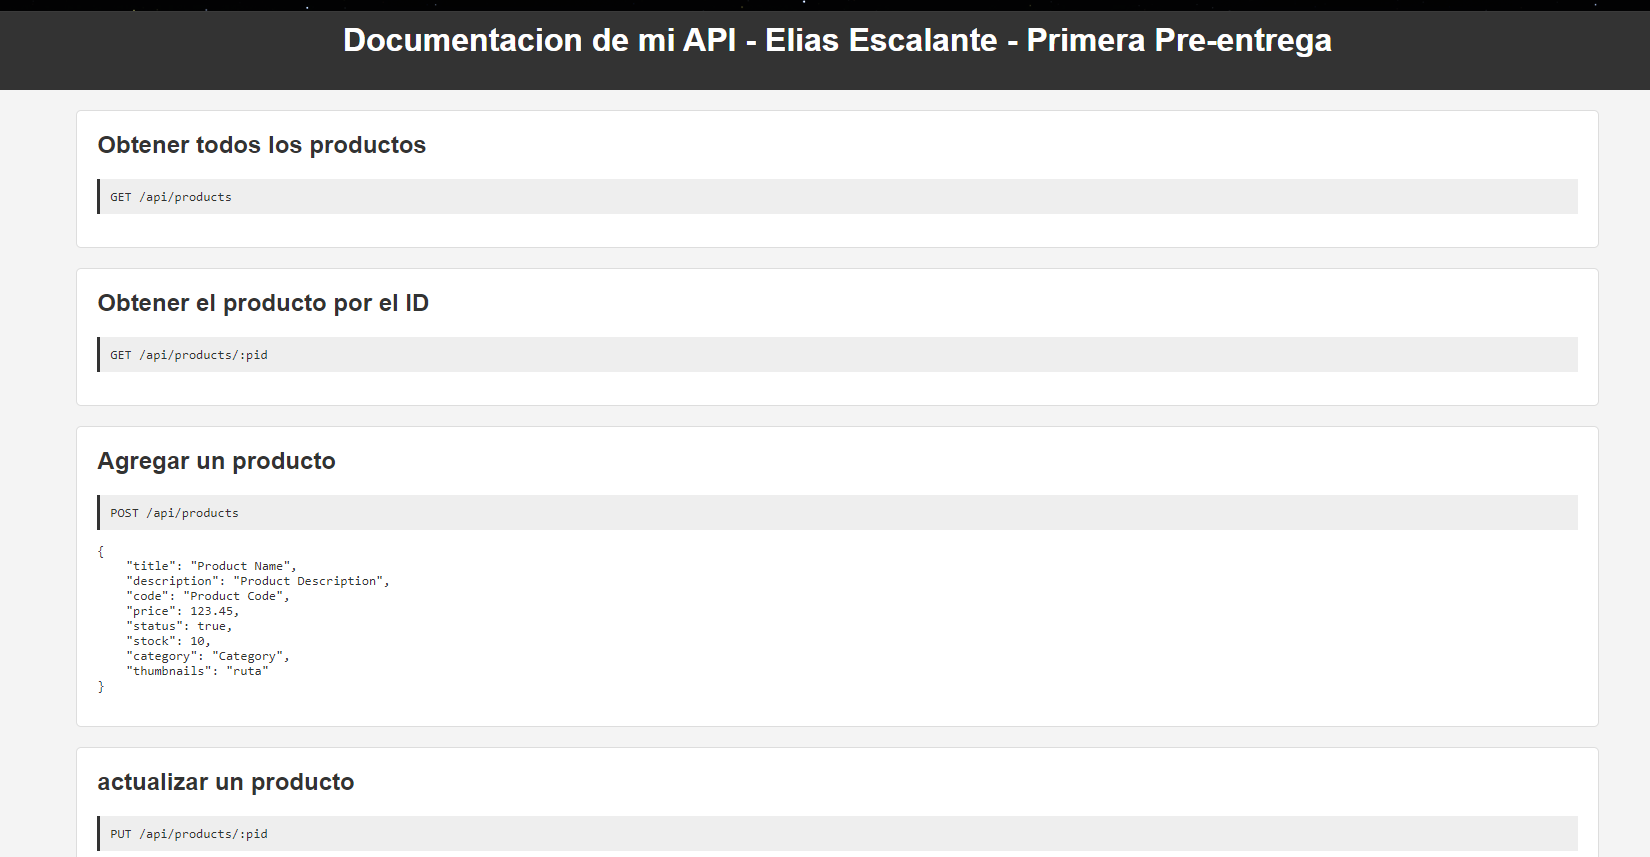 Documentacion de mi API - Elias Escalante - Primera Pre-entrega
Obtener todos los productos
GET /api/products
Obtener el producto por el ID
GET /api/products/:pid
Agregar un producto
POST /api/products
{
    "title": "Product Name",
    "description": "Product Description",
    "code": "Product Code",
    "price": 123.45,
    "status": true,
    "stock": 10,
    "category": "Category",
    "thumbnails": "ruta"
}
actualizar un producto
PUT /api/products/:pid